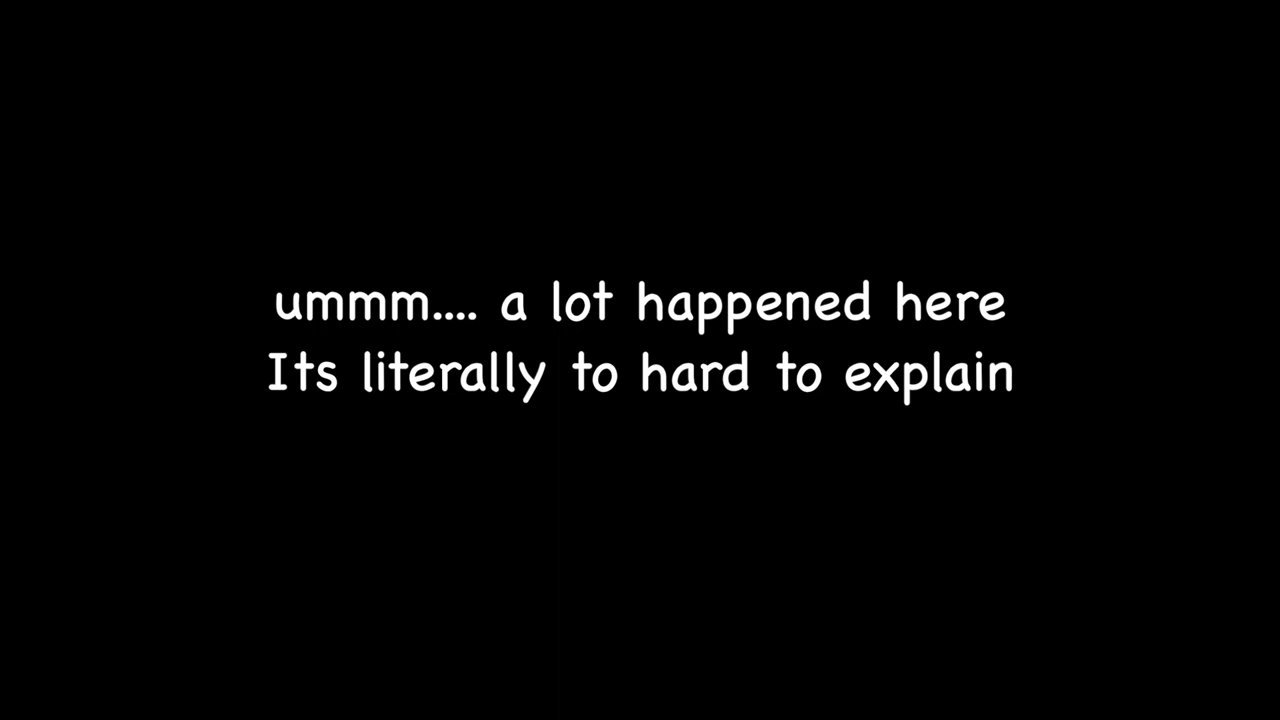 ummm.... a lot happened here
Its literally to hard to explain